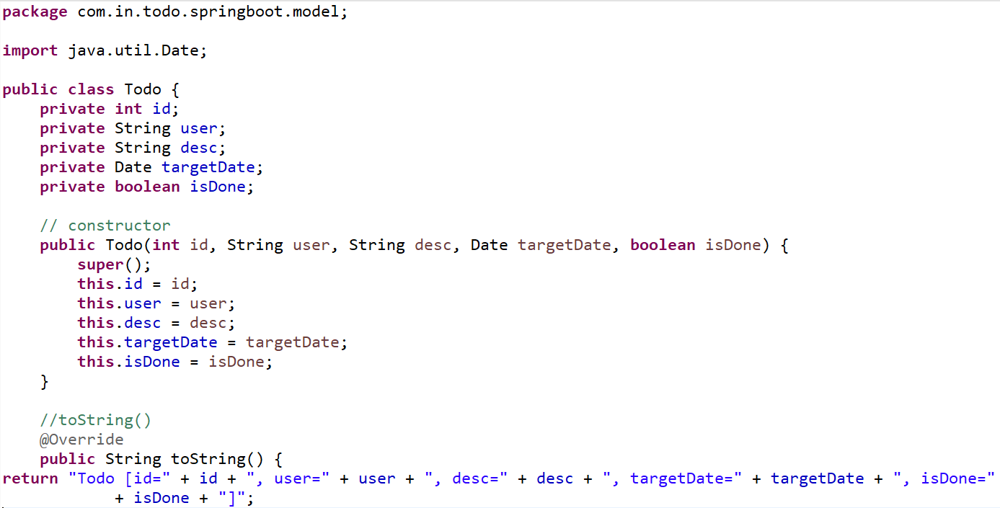 package com.in.todo.springboot.model;
import java.util.Date;
public class Todo {
private int id;
private String user;
private String desc;
private Date targetDate;
private boolean isDone;
// constructor
public Todo(int id, String user, String desc, Date targetDate, boolean isDone) {
super();
this.id = id;
this.user = user;
this.desc = desc;
this.targetDate = targetDate;
this.isDone = isDone;
}
//toString()
@Override
public String toString() {
return "Todo [id=" + id + ", user=" + user + ", desc=" + desc + ", targetDate=" + targetDate + ", isDone="
+ isDone + "]";